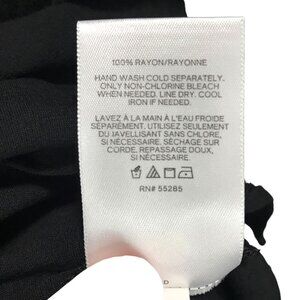 100% RAYON/RAYONNE
HAND WASH COLD SEPARATELY.
ONLY NON-CHLORINE BLEACH
WHEN NEEDED. LINE DRY. COOL
IRON IF NEEDED.
LAVEZ À LA MAIN À L'EAU FROIDE
SÉPARÉMENT. UTILISEZ SEULEMENT
DU JAVELLISANT SANS CHLORE,
SI NÉCESSAIRE. SÉCHAGE SUR
CORDE. REPASSAGE DOUX,
SI NÉCESSAIRE.
RN# 55285